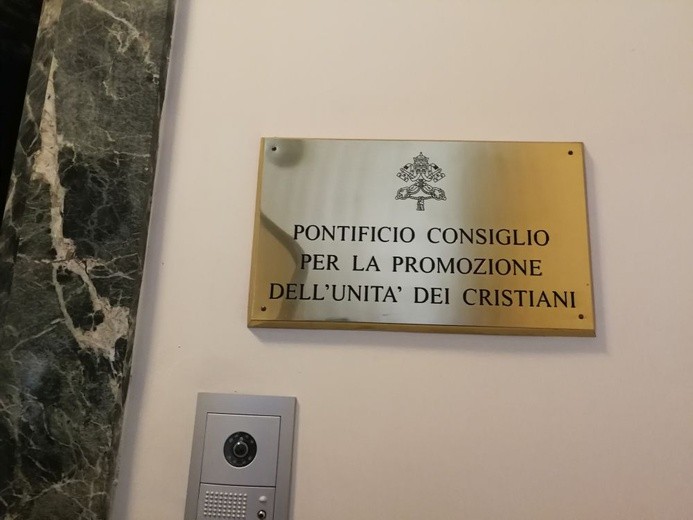 PONTIFICIO CONSIGLIO
PER LA PROMOZIONE
DELL'UNITA' DEI CRISTIANI